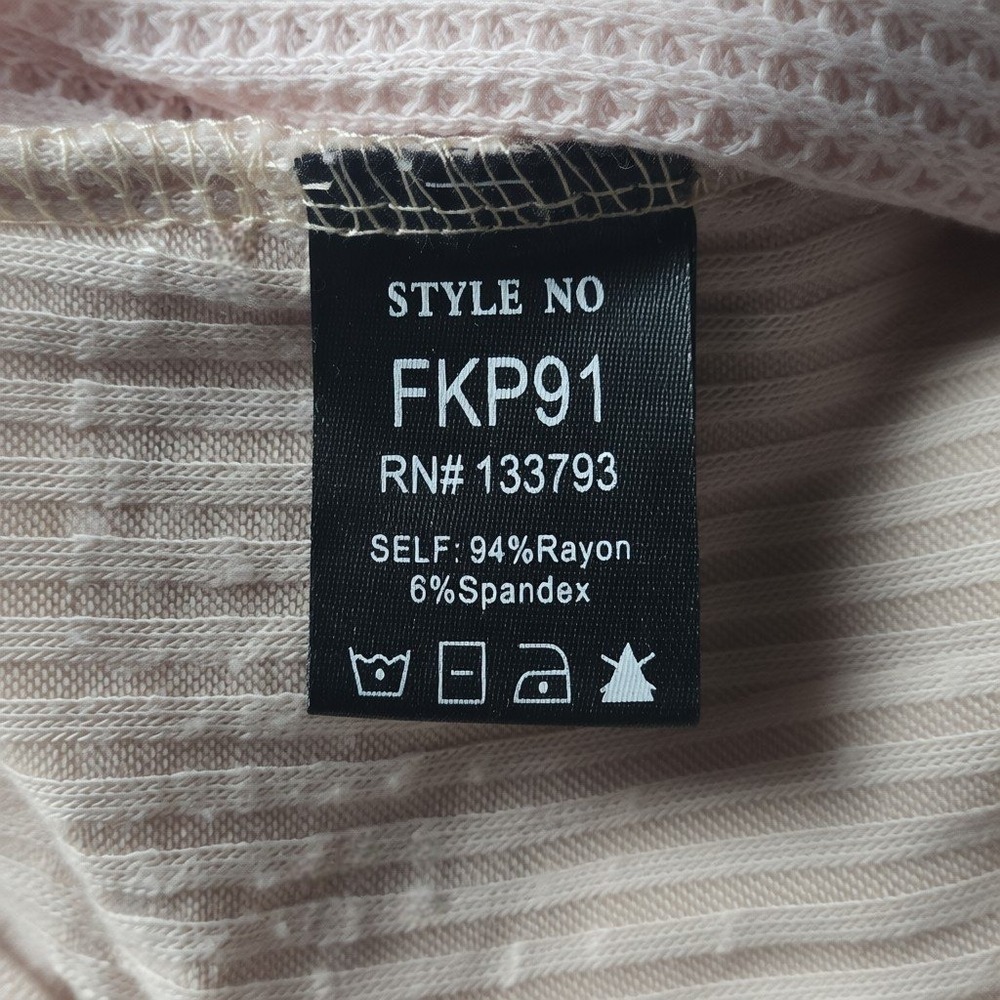 STYLE NO
FKP91
RN# 133793
SELF: 94%Rayon
6%Spandex